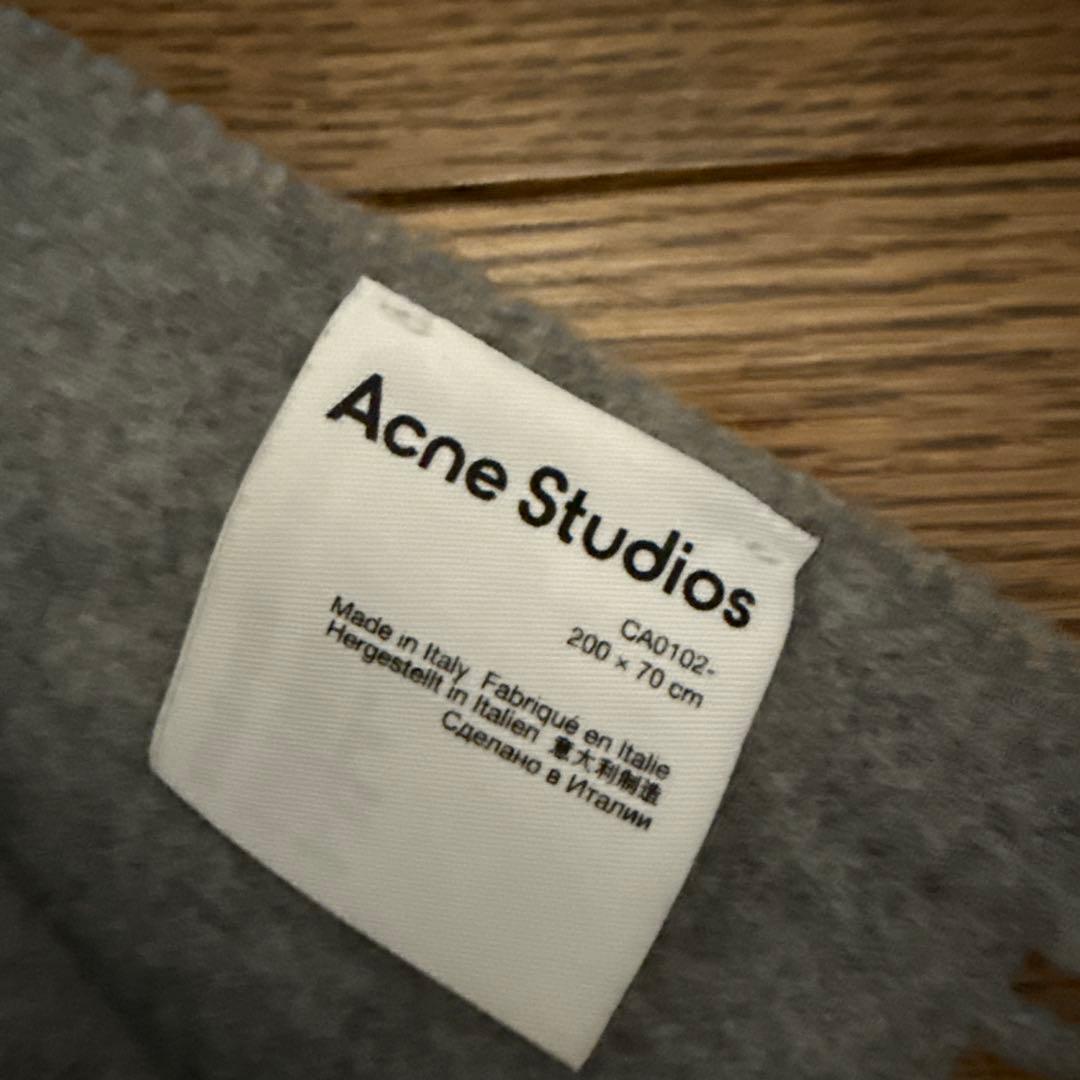 Acne Studios
CA0102-
200 × 70 cm
Made in Italy Fabriqué en Italie
Hergestellt in Italien 意大利制造
Сделано в Италии